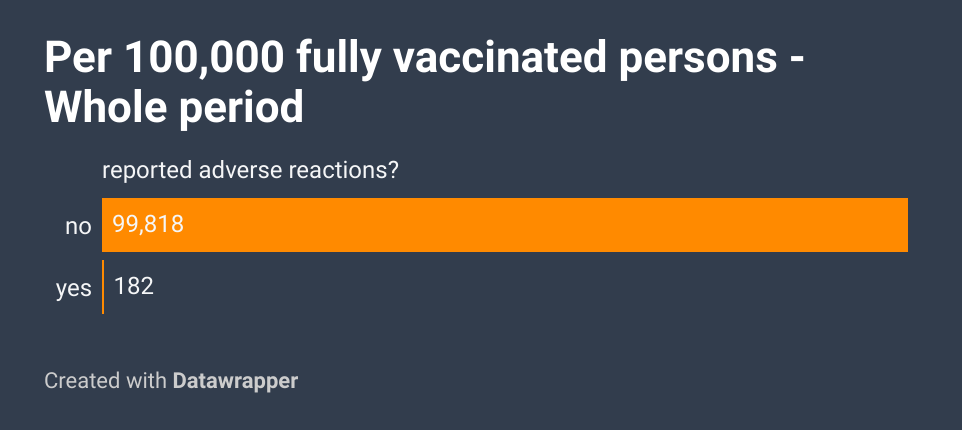 Per 100,000 fully vaccinated persons -
Whole period
reported adverse reactions?
no 99,818
yes 182
Created with Datawrapper